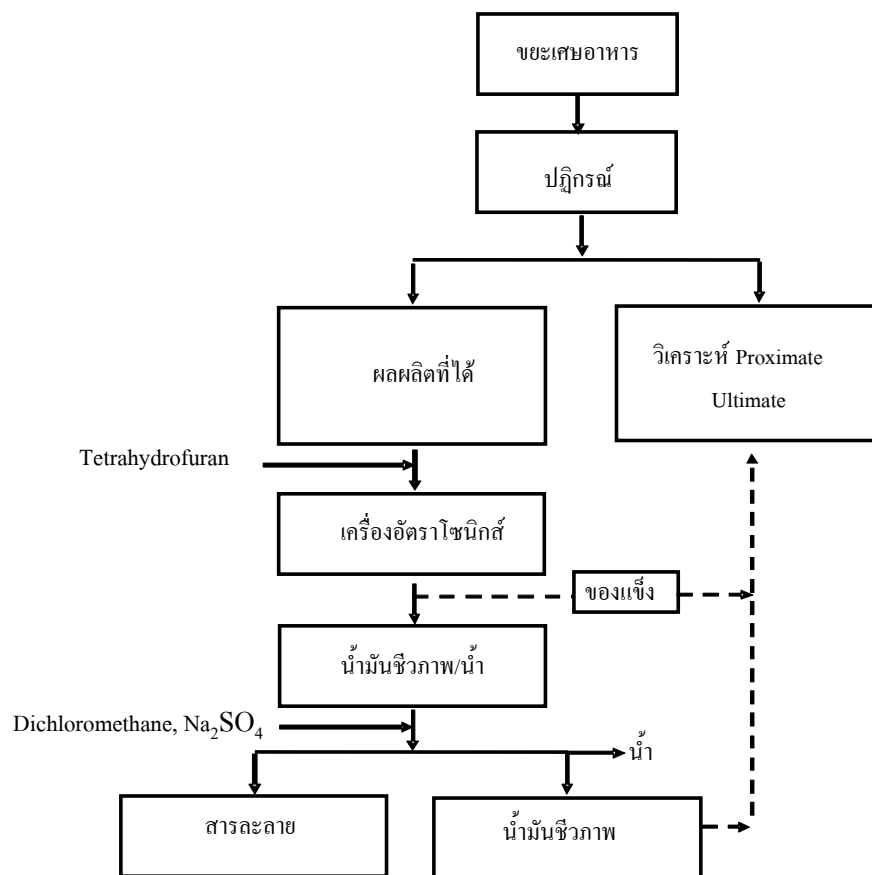 ขยะเศษอาหาร
ปฏิกรณ์
ผลผลิตที่ได้
วิเคราะห์ Proximate
Ultimate
Tetrahydrofuran
เครื่องอัตราโซนิกส์
ของแข็ง
น้ำมันชีวภาพ/น้ำ
Dichloromethane, Na₂SO₄
น้ำ
สารละลาย
น้ำมันชีวภาพ